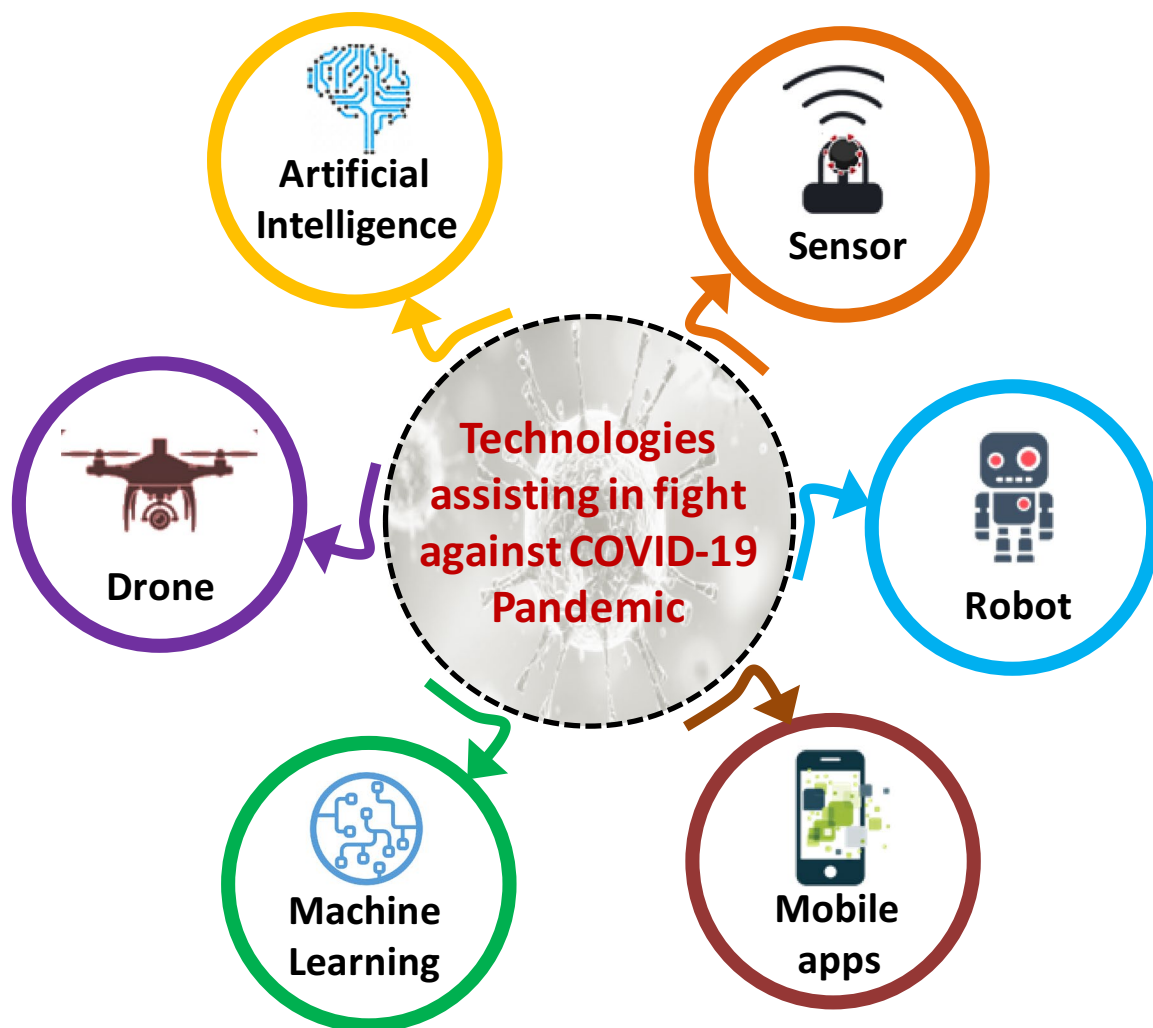 Artificial
Intelligence
Sensor
Technologies
assisting in fight
against COVID-19
Pandemic
Drone
Robot
Machine
Learning
Mobile
apps